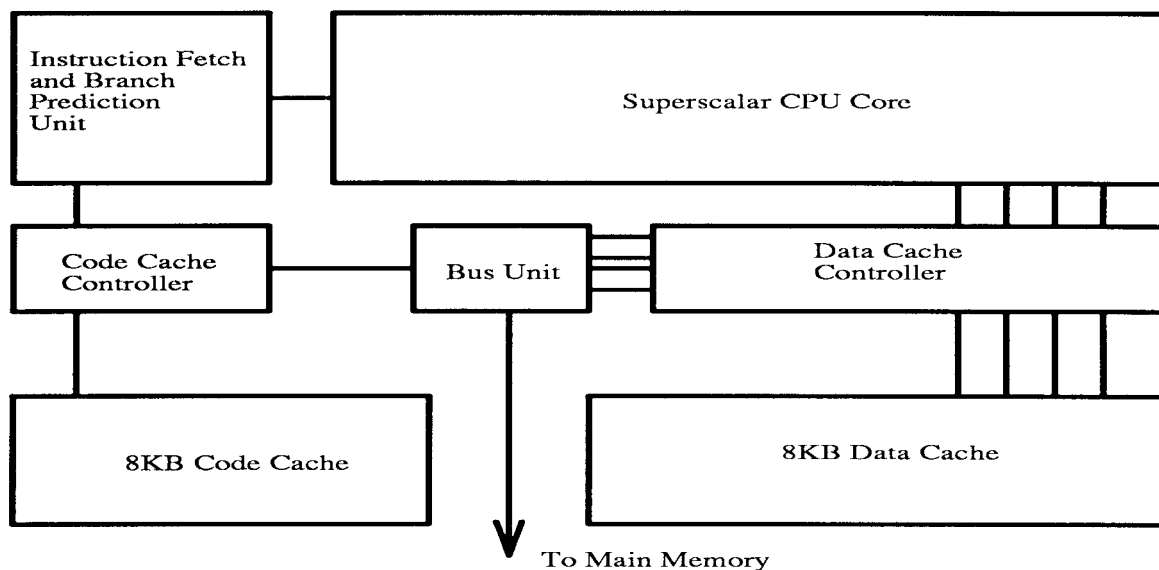 Instruction Fetch
and Branch
Prediction
Unit
Superscalar CPU Core
Code Cache
Controller
Bus Unit
Data Cache
Controller
8KB Code Cache
8KB Data Cache
To Main Memory